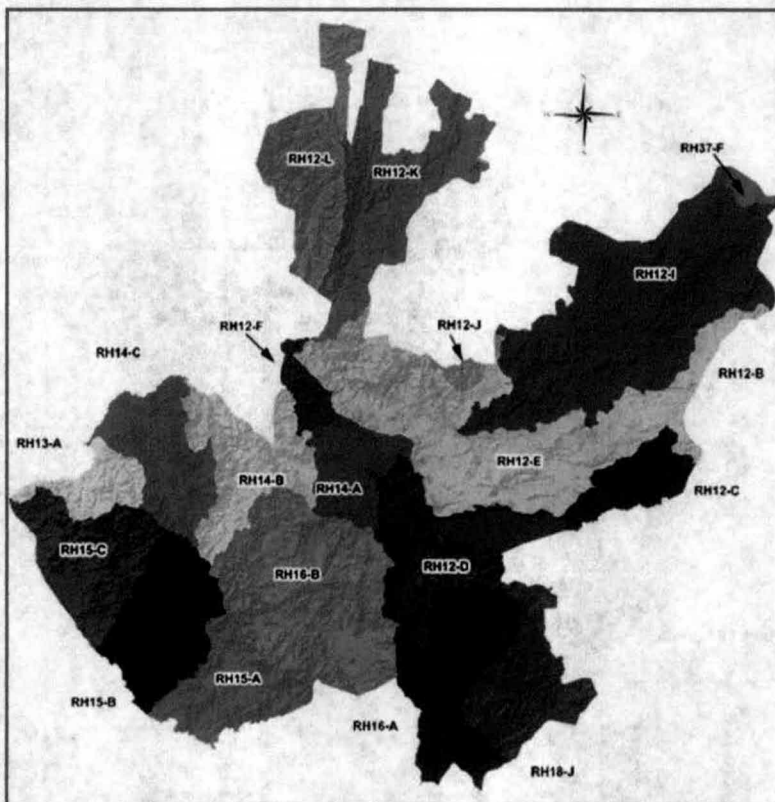 RH12-L
RH12-K
RH37-F
RH12-I
RH12-F
RH12-J
RH14-C
RH12-B
RH13-A
RH12-E
RH14-B
RH14-A
RH12-C
RH15-C
RH12-D
RH16-B
RH15-A
RH15-B
RH16-A
RH18-J